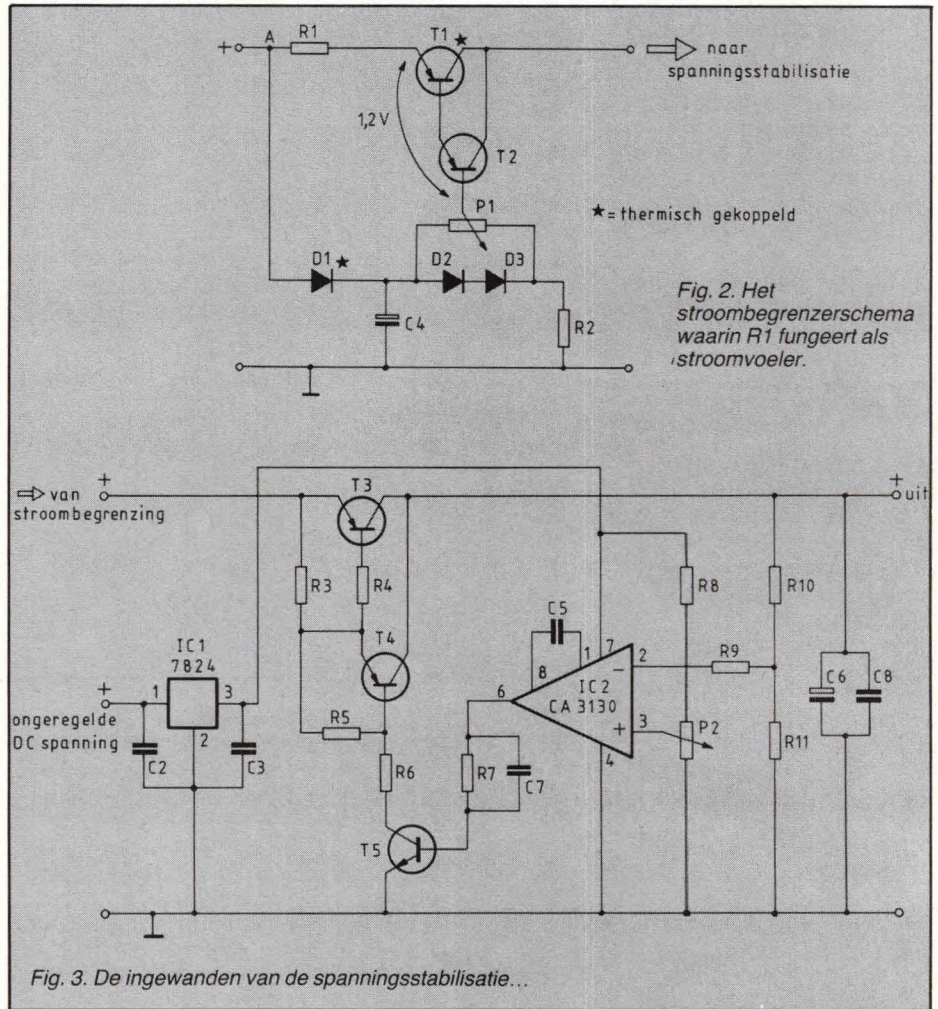 +
A
R1
T1
★
naar
spanningsstabilisatie
1,2 V
T2
P1
★ = thermisch gekoppeld
D1
★
D2
D3
C4
R2
Fig. 2. Het
stroombegrenzerschema
waarin R1 fungeert als
stroomvoeler.
van
stroombegrenzing
+
T3
+
uit
R3
R4
R8
R10
C5
IC1
7824
T4
8
1
7
2
R9
C6
C8
1
3
6
IC2
CA 3130
−
+
3
P2
+
ongeregelde
DC spanning
2
R5
4
R11
C2
C3
R6
R7
C7
T5
Fig. 3. De ingewanden van de spanningsstabilisatie...